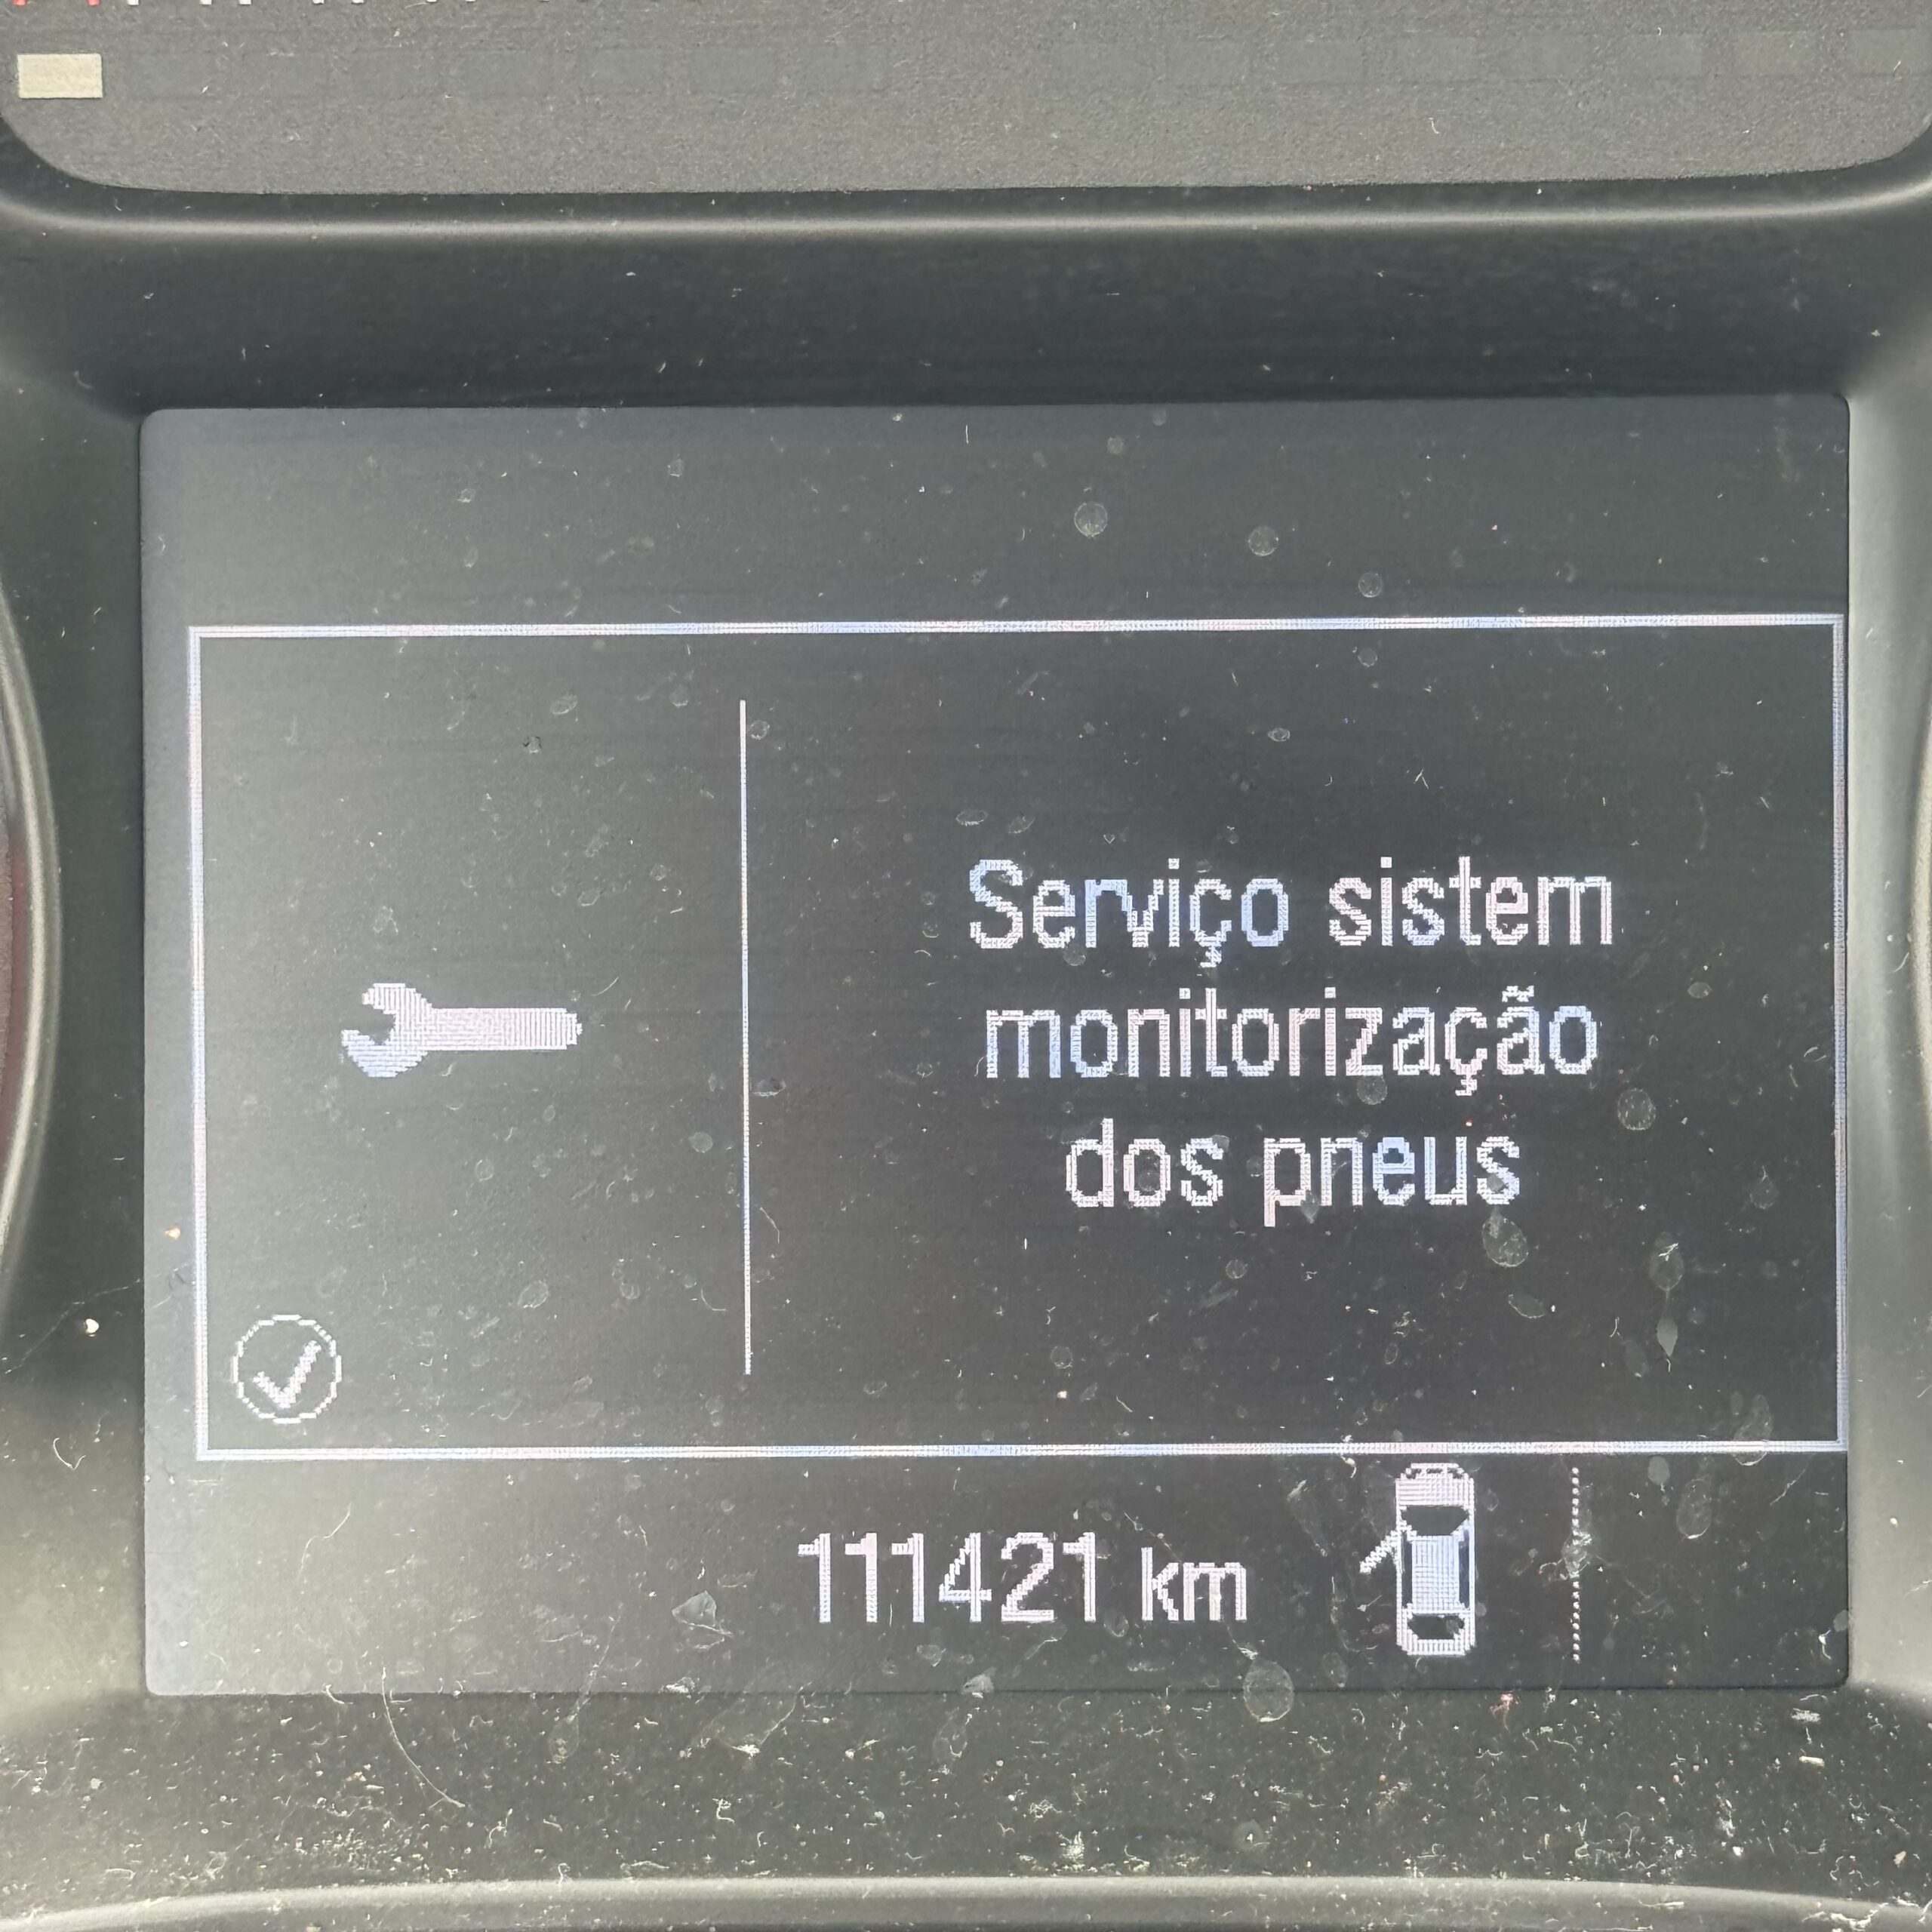 Serviço sistem
monitorização
dos pneus
111421 km